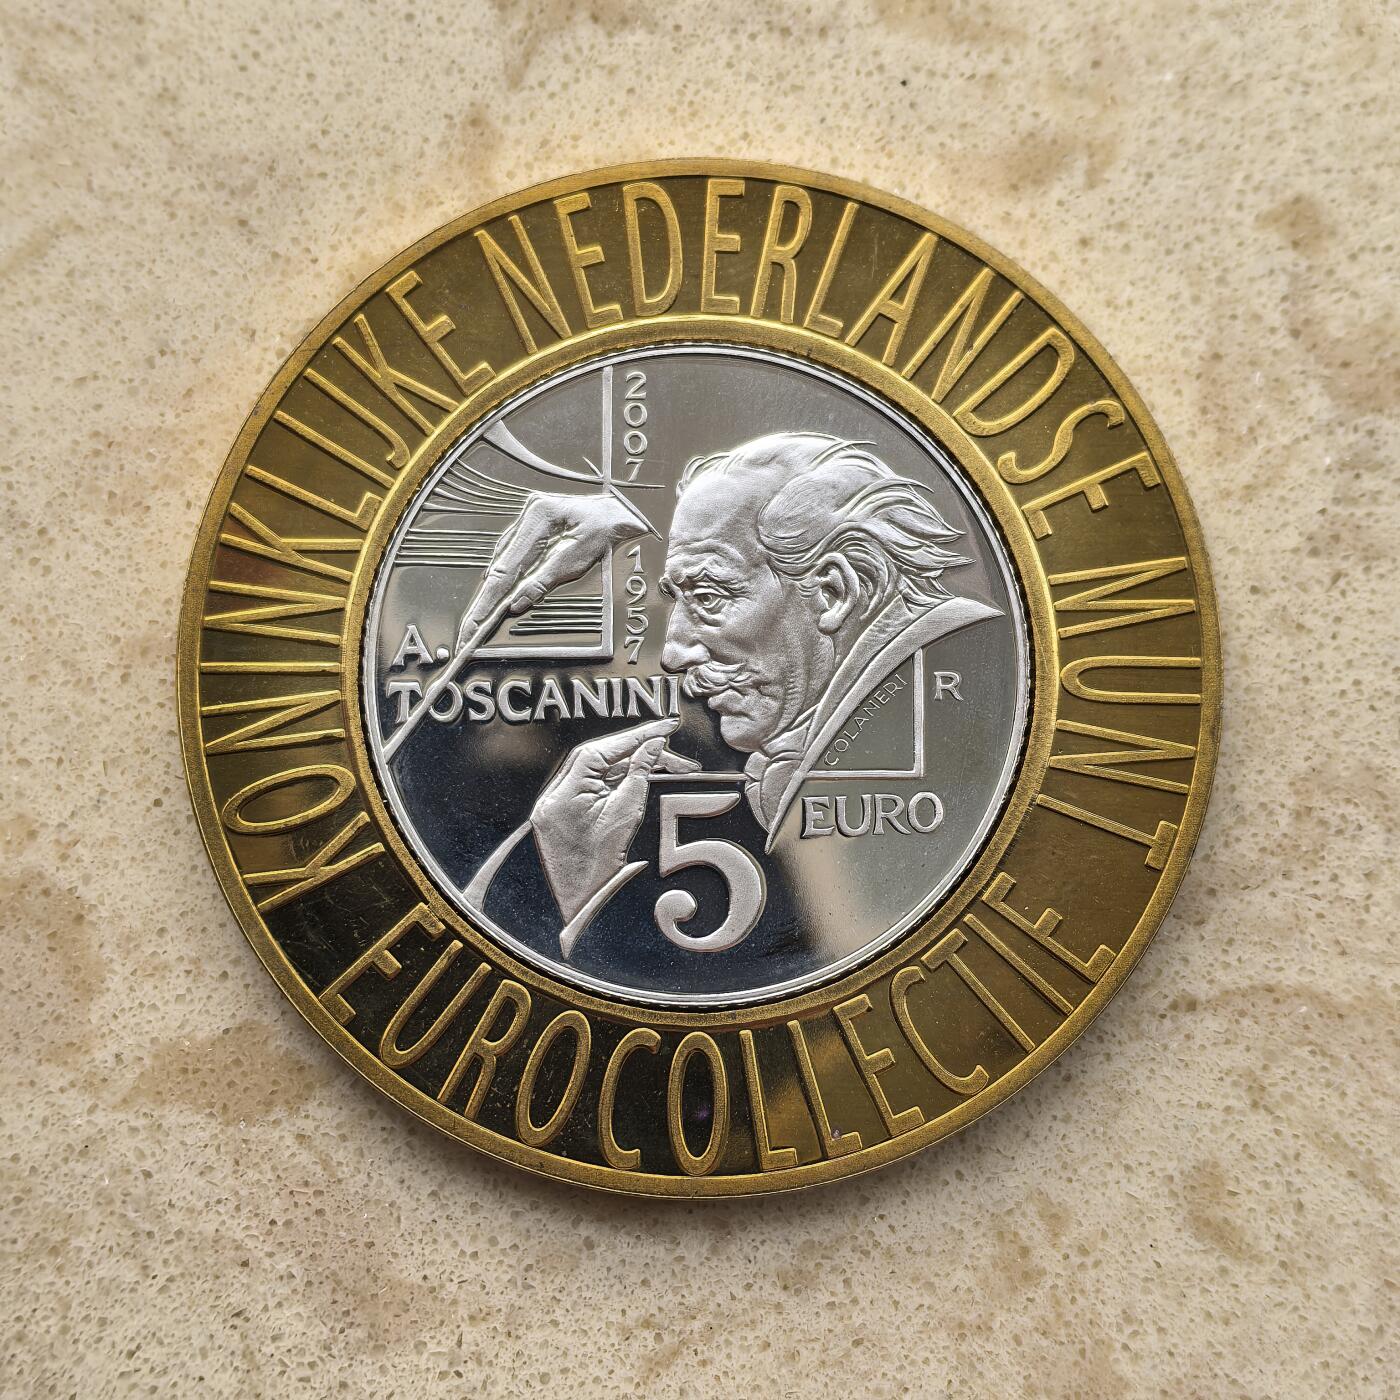 KONINKLIJKE NEDERLANDSE MUNT
EUROCOLLECTIE
2007
1957
A.
TOSCANINI
COLANERI
R
5
EURO